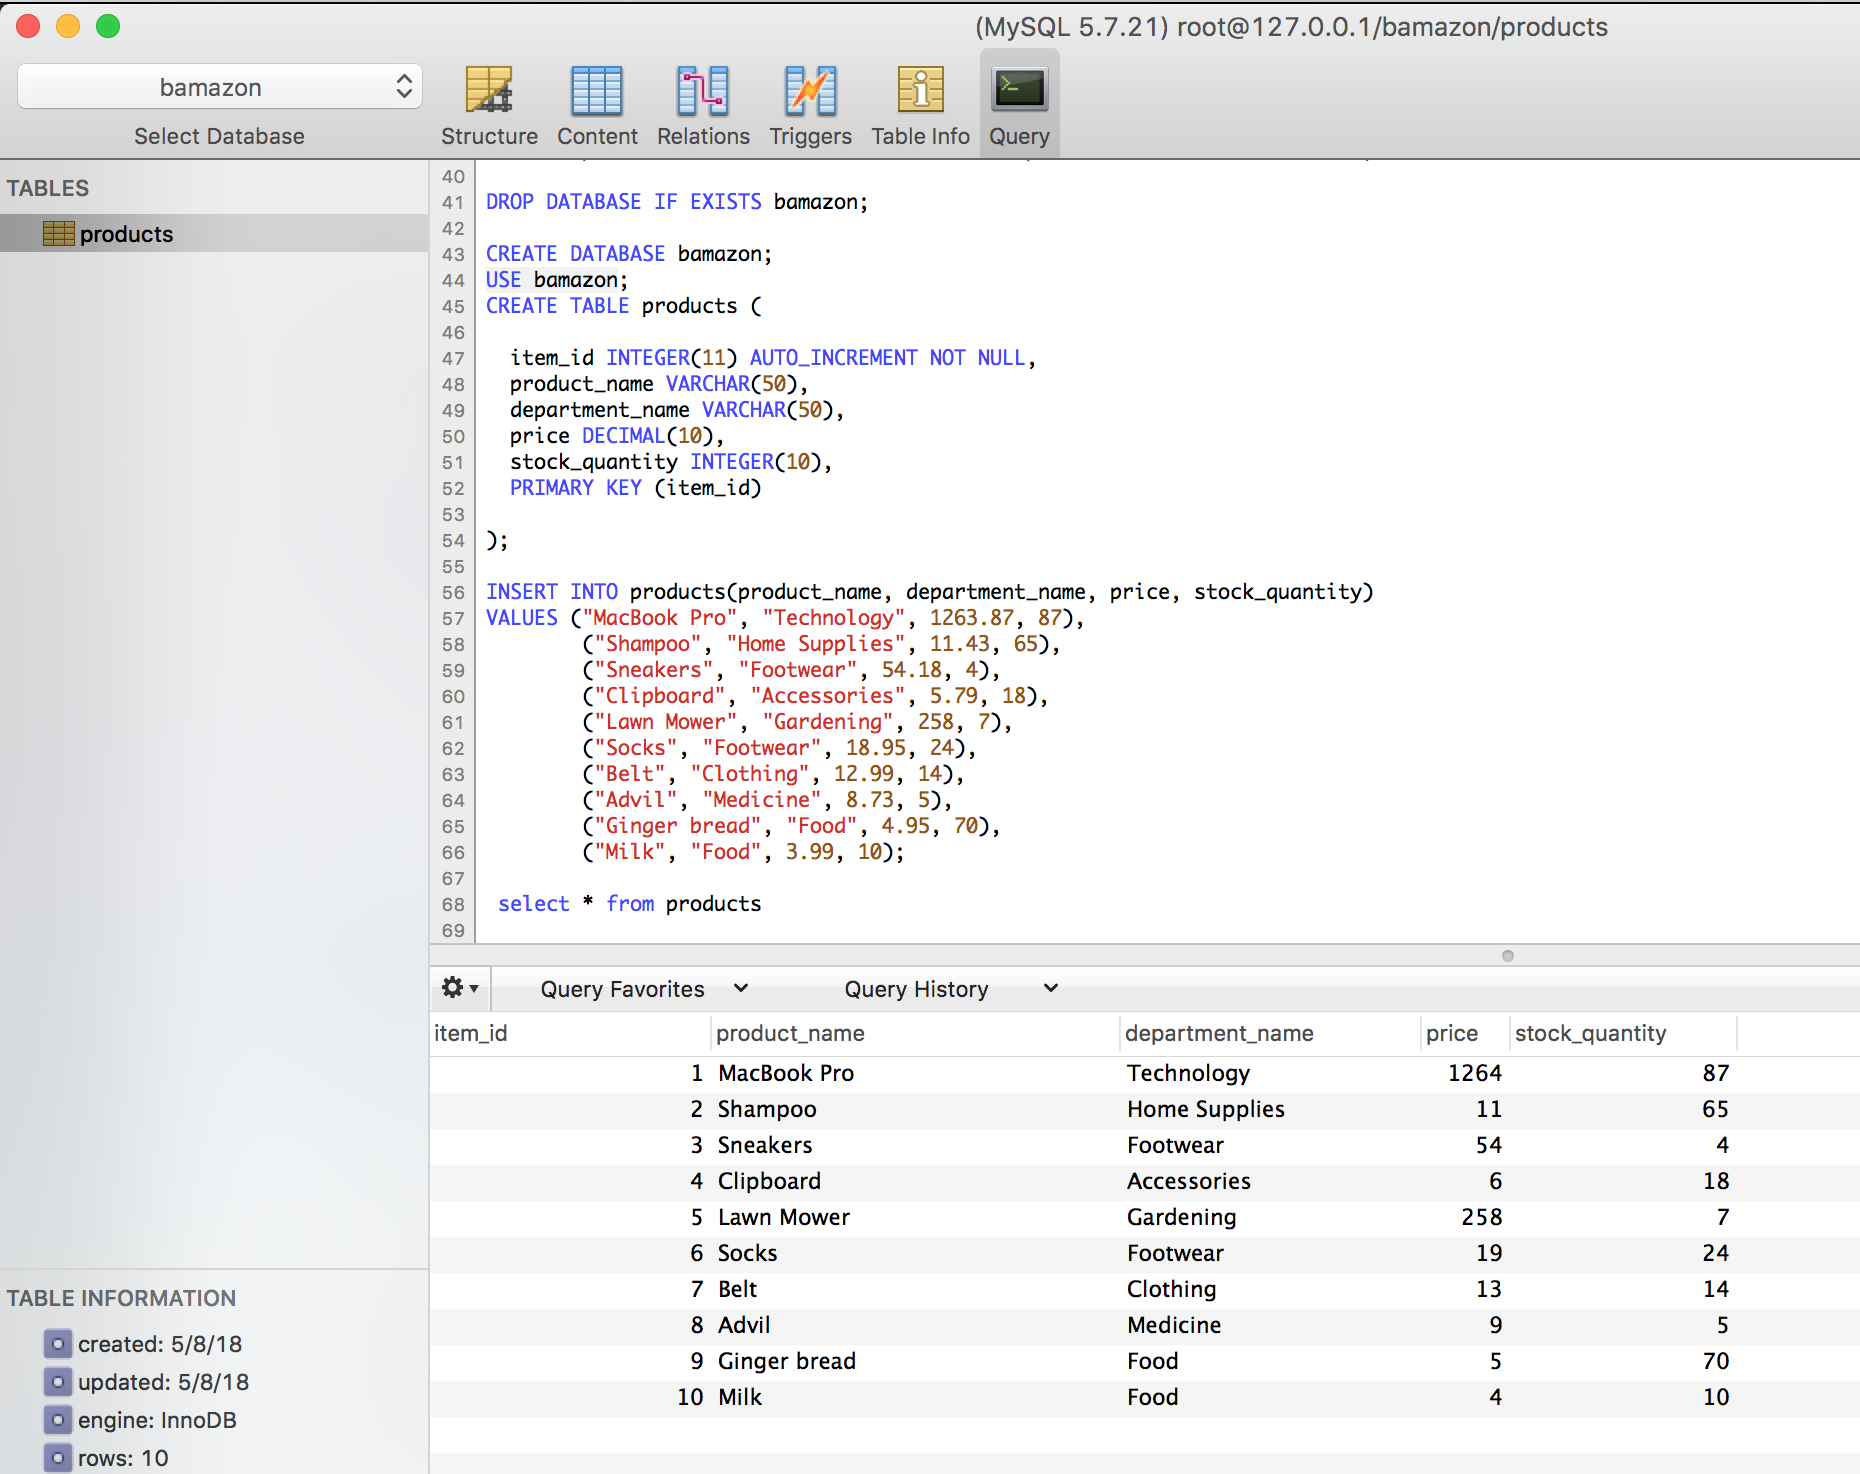 (MySQL 5.7.21) root@127.0.0.1/bamazon/products
bamazon
Select Database
Structure
Content
Relations
Triggers
Table Info
Query
TABLES
products
40
41 DROP DATABASE IF EXISTS bamazon;
42
43 CREATE DATABASE bamazon;
44 USE bamazon;
45 CREATE TABLE products (
46
47 item_id INTEGER(11) AUTO_INCREMENT NOT NULL,
48 product_name VARCHAR(50),
49 department_name VARCHAR(50),
50 price DECIMAL(10),
51 stock_quantity INTEGER(10),
52 PRIMARY KEY (item_id)
53
54 );
55
56 INSERT INTO products(product_name, department_name, price, stock_quantity)
57 VALUES ("MacBook Pro", "Technology", 1263.87, 87),
58 ("Shampoo", "Home Supplies", 11.43, 65),
59 ("Sneakers", "Footwear", 54.18, 4),
60 ("Clipboard", "Accessories", 5.79, 18),
61 ("Lawn Mower", "Gardening", 258, 7),
62 ("Socks", "Footwear", 18.95, 24),
63 ("Belt", "Clothing", 12.99, 14),
64 ("Advil", "Medicine", 8.73, 5),
65 ("Ginger bread", "Food", 4.95, 70),
66 ("Milk", "Food", 3.99, 10);
67
68 select * from products
69
Query Favorites
Query History
item_id product_name department_name price stock_quantity
1 MacBook Pro Technology 1264 87
2 Shampoo Home Supplies 11 65
3 Sneakers Footwear 54 4
4 Clipboard Accessories 6 18
5 Lawn Mower Gardening 258 7
6 Socks Footwear 19 24
7 Belt Clothing 13 14
8 Advil Medicine 9 5
9 Ginger bread Food 5 70
10 Milk Food 4 10
TABLE INFORMATION
created: 5/8/18
updated: 5/8/18
engine: InnoDB
rows: 10